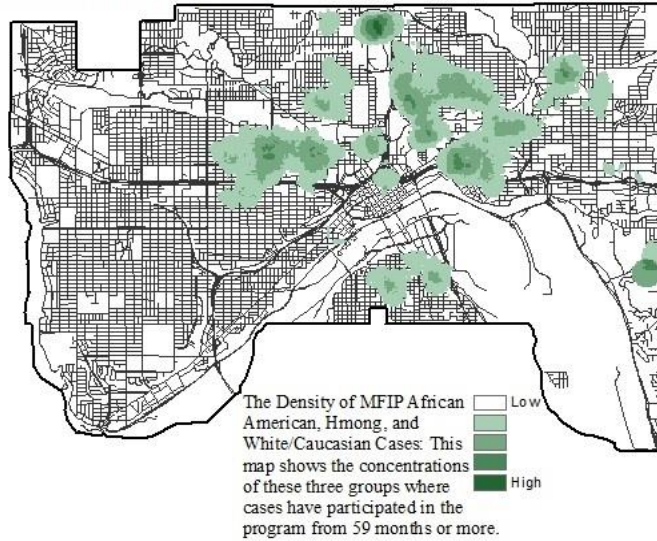 The Density of MFIP African
American, Hmong, and
White/Caucasian Cases: This
map shows the concentrations
of these three groups where
cases have participated in the
program from 59 months or more.
Low
High